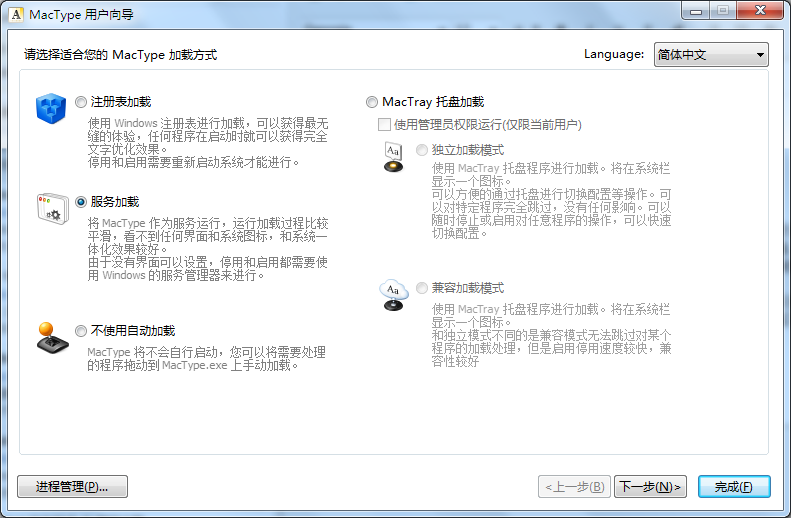 MacType 用户向导
请选择适合您的 MacType 加载方式
Language: 简体中文
注册表加载
使用 Windows 注册表进行加载，可以获得最无
缝的体验，任何程序在启动时就可以获得完全
文字优化效果。
停用和启用需要重新启动系统才能进行。
服务加载
将 MacType 作为服务运行，运行加载过程比较
平滑，看不到任何界面和系统图标，和系统一
体化效果较好。
由于没有界面可以设置，停用和启用都需要使
用 Windows 的服务管理器来进行。
不使用自动加载
MacType 将不会自行启动，您可以将需要处理
的程序拖动到 MacType.exe 上手动加载。
MacTray 托盘加载
使用管理员权限运行(仅限当前用户)
独立加载模式
使用 MacTray 托盘程序进行加载。将在系统栏
显示一个图标。
可以方便的通过托盘进行切换配置等操作。可
以对特定程序完全跳过，没有任何影响。可以
随时停止或启用对任意程序的操作，可以快速
切换配置。
兼容加载模式
使用 MacTray 托盘程序进行加载。将在系统栏
显示一个图标。
和独立模式不同的是兼容模式无法跳过对某个
程序的加载处理，但是启用停用速度较快，兼
容性较好
进程管理(P)...
<上一步(B)
下一步(N)>
完成(F)